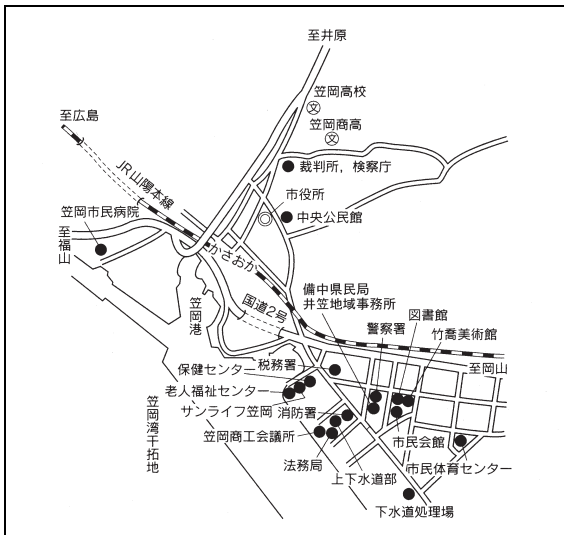 至井原
笠岡高校
文
笠岡商高
文
至広島
JR山陽本線
裁判所，検察庁
市役所
中央公民館
笠岡市民病院
至福山
かさおか
笠岡港
国道2号
備中県民局
井笠地域事務所
図書館
警察署
竹喬美術館
至岡山
税務署
保健センター
老人福祉センター
サンライフ笠岡
消防署
笠岡商工会議所
法務局
上下水道部
市民会館
市民体育センター
下水道処理場
笠岡湾干拓地